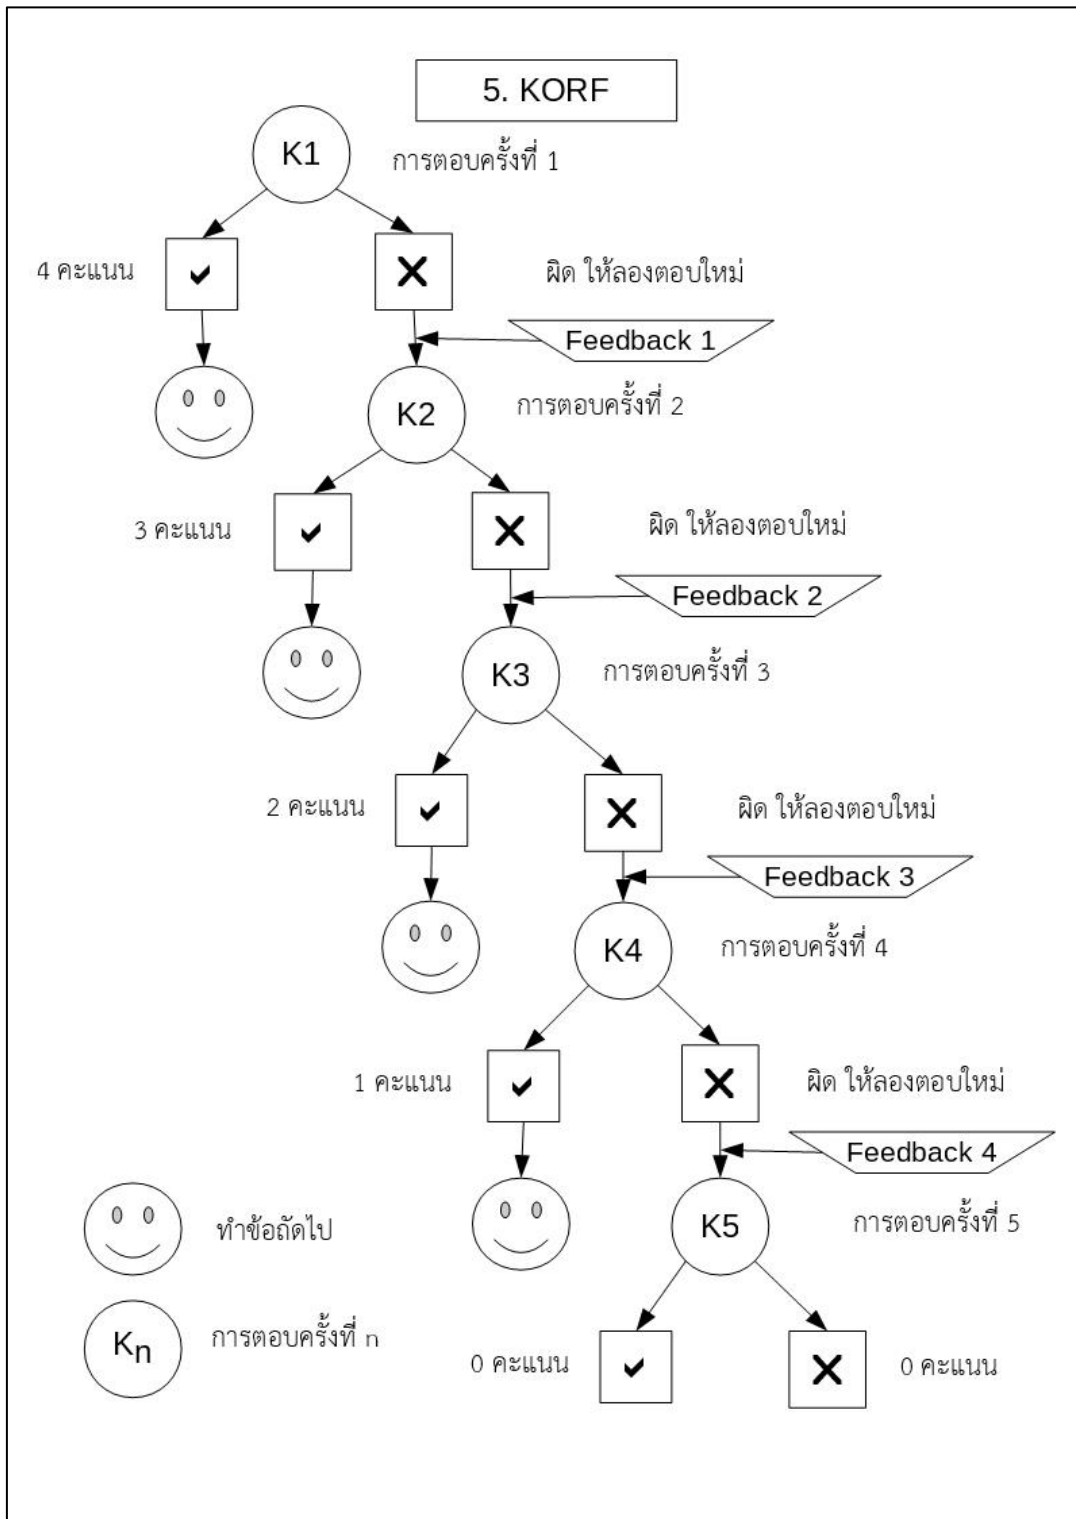 5. KORF
K1
การตอบครั้งที่ 1
4 คะแนน
ผิด ให้ลองตอบใหม่
Feedback 1
K2
การตอบครั้งที่ 2
3 คะแนน
ผิด ให้ลองตอบใหม่
Feedback 2
K3
การตอบครั้งที่ 3
2 คะแนน
ผิด ให้ลองตอบใหม่
Feedback 3
K4
การตอบครั้งที่ 4
1 คะแนน
ผิด ให้ลองตอบใหม่
Feedback 4
K5
การตอบครั้งที่ 5
ทำข้อถัดไป
Kn
การตอบครั้งที่ n
0 คะแนน
0 คะแนน